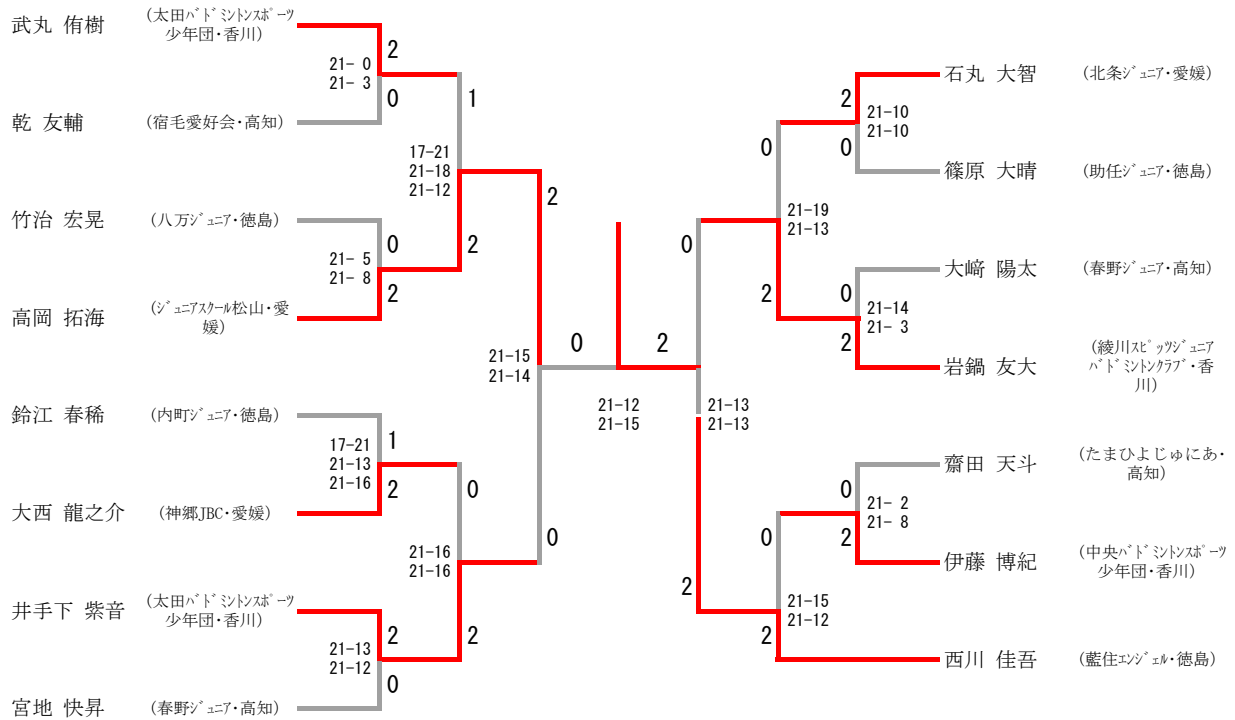 武丸 侑樹
(太田ﾊﾞﾄﾞﾐﾝﾄﾝｽﾎﾟｰﾂ
少年団・香川)
2
21- 0
21- 3
0
乾 友輔
(宿毛愛好会・高知)
1
17-21
21-18
21-12
2
竹治 宏晃
(八万ｼﾞｭﾆｱ・徳島)
0
21- 5
21- 8
2
高岡 拓海
(ｼﾞｭﾆｱｽｸｰﾙ松山・愛
媛)
2
21-15
21-14
0
鈴江 春稀
(内町ｼﾞｭﾆｱ・徳島)
1
17-21
21-13
21-16
2
大西 龍之介
(神郷JBC・愛媛)
0
21-16
21-16
2
井手下 紫音
(太田ﾊﾞﾄﾞﾐﾝﾄﾝｽﾎﾟｰﾂ
少年団・香川)
2
21-13
21-12
0
宮地 快昇
(春野ｼﾞｭﾆｱ・高知)
0
2
21-12
21-15
石丸 大智
(北条ｼﾞｭﾆｱ・愛媛)
2
21-10
21-10
0
篠原 大晴
(助任ｼﾞｭﾆｱ・徳島)
0
21-19
21-13
2
大﨑 陽太
(春野ｼﾞｭﾆｱ・高知)
0
21-14
21- 3
2
岩鍋 友大
(綾川ｽﾋﾟｯﾂｼﾞｭﾆｱ
ﾊﾞﾄﾞﾐﾝﾄﾝｸﾗﾌﾞ・香
川)
0
21-13
21-13
2
齋田 天斗
(たまひよじゅにあ・
高知)
0
21- 2
21- 8
2
伊藤 博紀
(中央ﾊﾞﾄﾞﾐﾝﾄﾝｽﾎﾟｰﾂ
少年団・香川)
0
21-15
21-12
2
西川 佳吾
(藍住ｴﾝｼﾞｪﾙ・徳島)